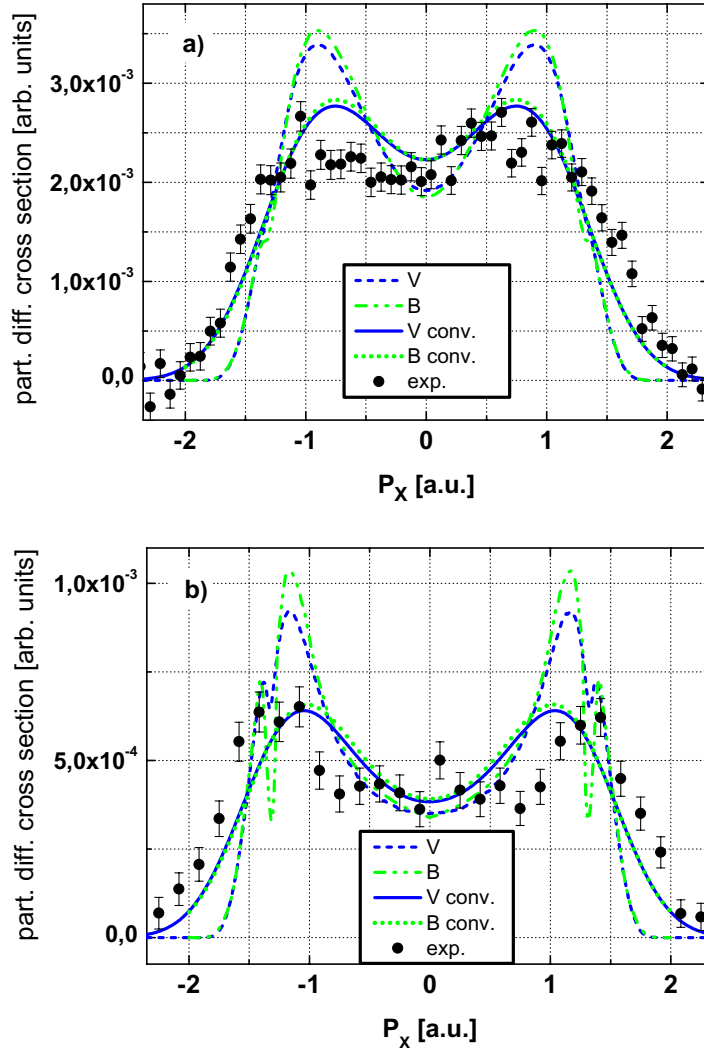 a)
part. diff. cross section [arb. units]
3,0x10⁻³
2,0x10⁻³
1,0x10⁻³
0,0
V
B
V conv.
B conv.
exp.
-2 -1 0 1 2
P_X [a.u.]
b)
part. diff. cross section [arb. units]
1,0x10⁻³
5,0x10⁻⁴
0,0
V
B
V conv.
B conv.
exp.
-2 -1 0 1 2
P_X [a.u.]